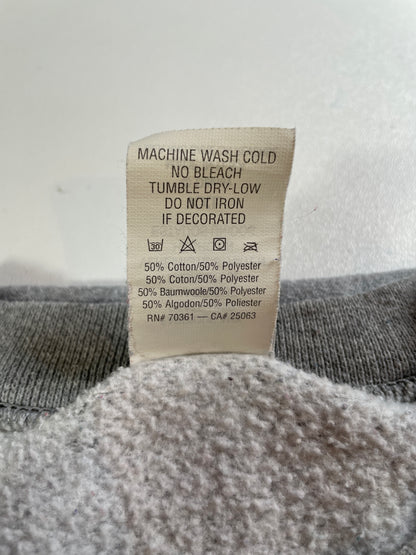 MACHINE WASH COLD
NO BLEACH
TUMBLE DRY-LOW
DO NOT IRON
IF DECORATED
30
50% Cotton/50% Polyester
50% Coton/50% Polyester
50% Baumwoole/50% Polyester
50% Algodon/50% Poliester
RN# 70361 — CA# 25063